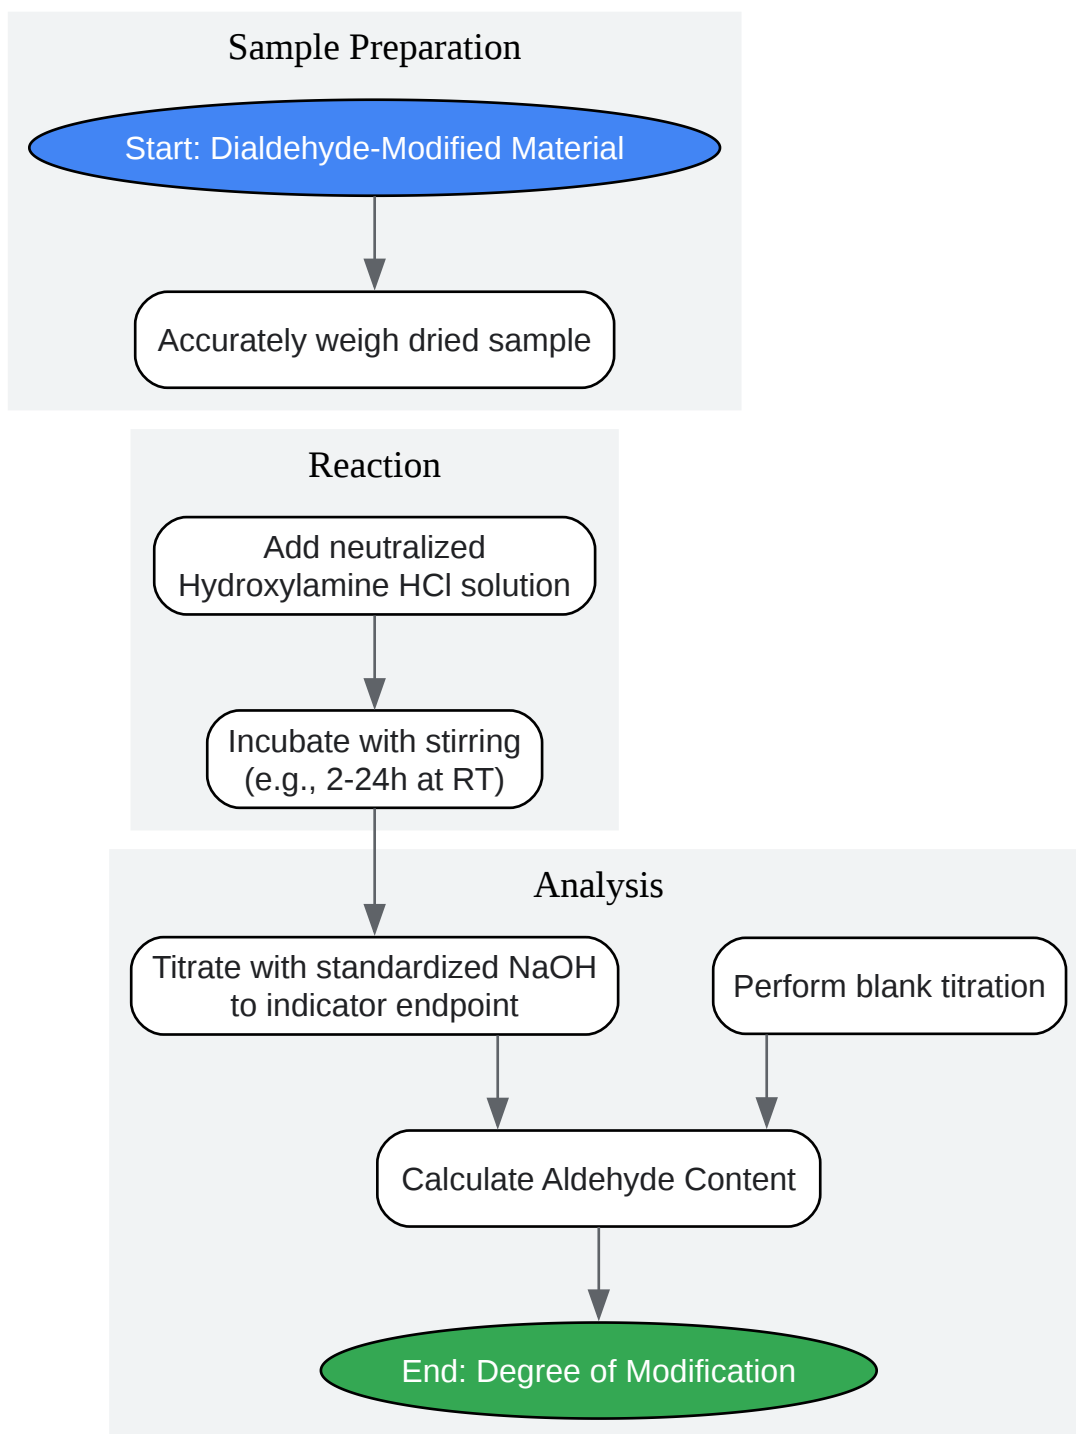 Sample Preparation
Start: Dialdehyde-Modified Material
Accurately weigh dried sample
Reaction
Add neutralized
Hydroxylamine HCl solution
Incubate with stirring
(e.g., 2-24h at RT)
Analysis
Titrate with standardized NaOH
to indicator endpoint
Perform blank titration
Calculate Aldehyde Content
End: Degree of Modification